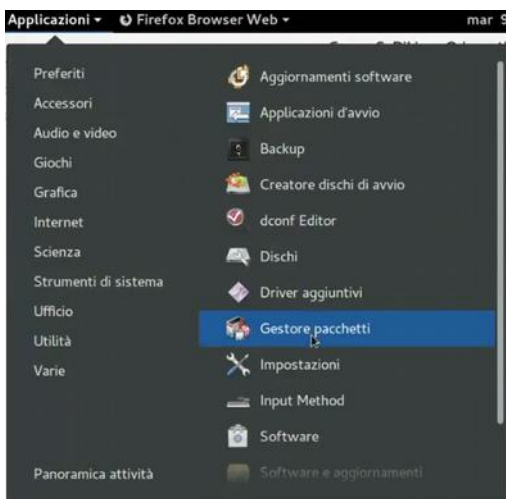 Applicazioni Firefox Browser Web mar 9
Preferiti
Accessori
Audio e video
Giochi
Grafica
Internet
Scienza
Strumenti di sistema
Ufficio
Utilità
Varie
Panoramica attività
Aggiornamenti software
Applicazioni d'avvio
Backup
Creatore dischi di avvio
dconf Editor
Dischi
Driver aggiuntivi
Gestore pacchetti
Impostazioni
Input Method
Software
Software e aggiornamenti